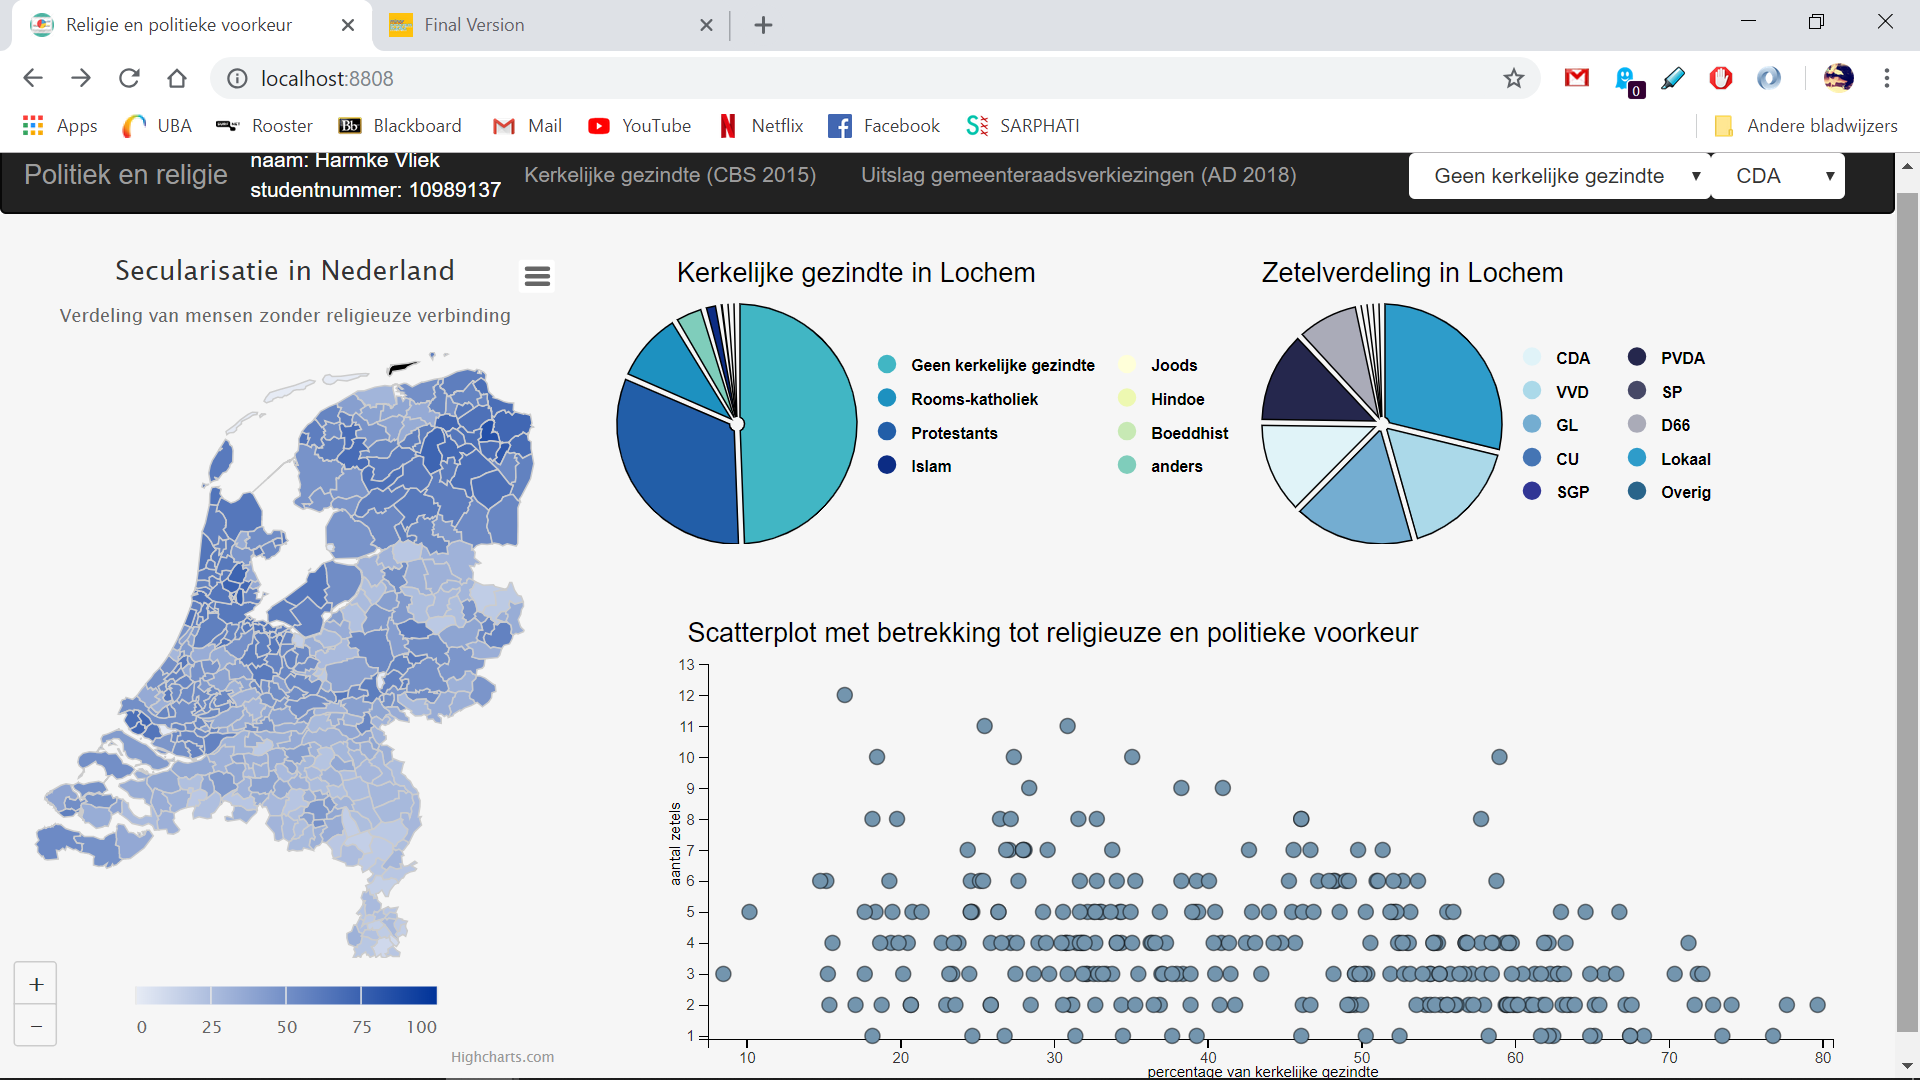 Religie en politieke voorkeur
Final Version
localhost:8808
0
Apps
UBA
Rooster
Bb Blackboard
Mail
YouTube
Netflix
Facebook
SARPHATI
Andere bladwijzers
Politiek en religie
naam: Harmke Vliek
studentnummer: 10989137
Kerkelijke gezindte (CBS 2015)
Uitslag gemeenteraadsverkiezingen (AD 2018)
Geen kerkelijke gezindte
CDA
Secularisatie in Nederland
Verdeling van mensen zonder religieuze verbinding
+
−
0 25 50 75 100
Highcharts.com
Kerkelijke gezindte in Lochem
Geen kerkelijke gezindte
Rooms-katholiek
Protestants
Islam
Joods
Hindoe
Boeddhist
anders
Zetelverdeling in Lochem
CDA
VVD
GL
CU
SGP
PVDA
SP
D66
Lokaal
Overig
Scatterplot met betrekking tot religieuze en politieke voorkeur
13
12
11
10
9
8
7
6
5
4
3
2
1
aantal zetels
10 20 30 40 50 60 70 80
percentage van kerkelijke gezindte